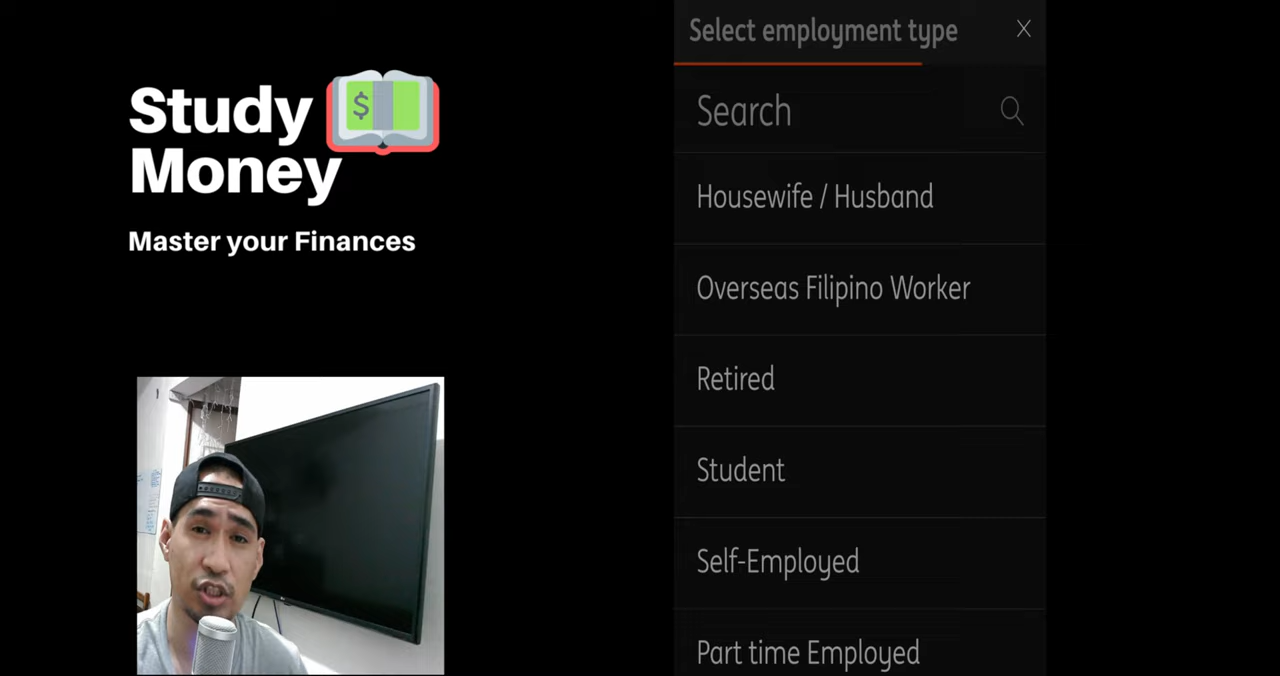 Study
Money
Master your Finances
Select employment type
X
Search
Housewife / Husband
Overseas Filipino Worker
Retired
Student
Self-Employed
Part time Employed